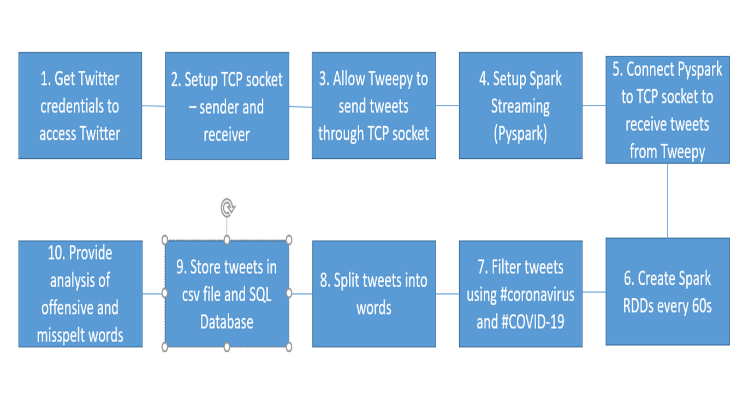 1. Get Twitter
credentials to
access Twitter
2. Setup TCP socket
– sender and
receiver
3. Allow Tweepy to
send tweets
through TCP socket
4. Setup Spark
Streaming
(Pyspark)
5. Connect Pyspark
to TCP socket to
receive tweets
from Tweepy
6. Create Spark
RDDs every 60s
7. Filter tweets
using #coronavirus
and #COVID-19
8. Split tweets into
words
9. Store tweets in
csv file and SQL
Database
10. Provide
analysis of
offensive and
misspelt words